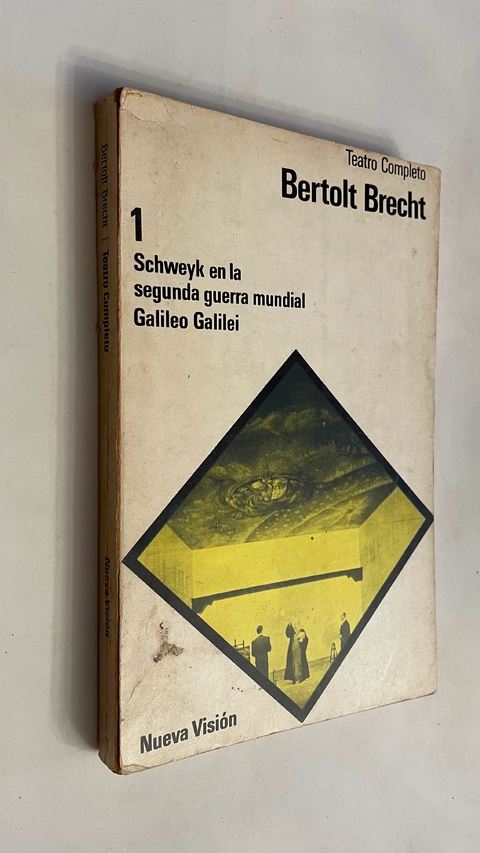 Teatro Completo
Bertolt Brecht
1
Schweyk en la
segunda guerra mundial
Galileo Galilei
Nueva Visión
Bertolt Brecht / Teatro Completo
Nueva Visión